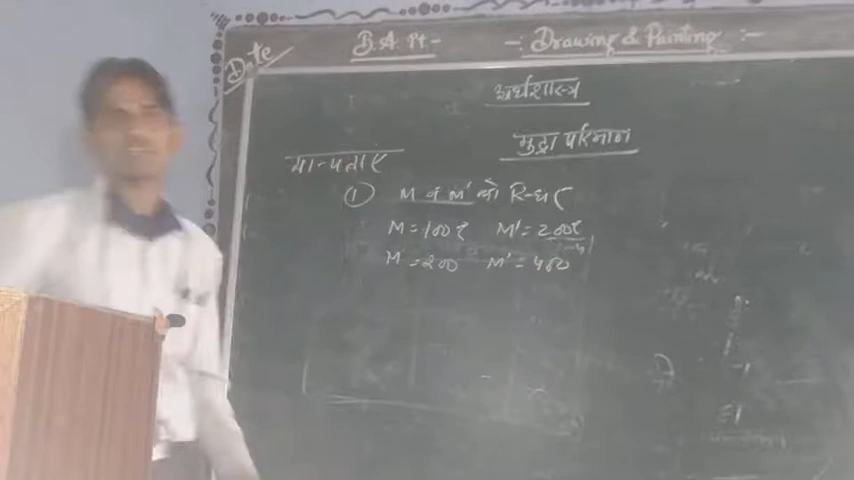 Date B.A Pt- -: Drawing & Painting :-
अर्थशास्त्र
मुद्रा परिमाण
मान्यताएं
① M व M' को स्थिर
M = 100₹ M' = 200₹
M = 200 M' = 400